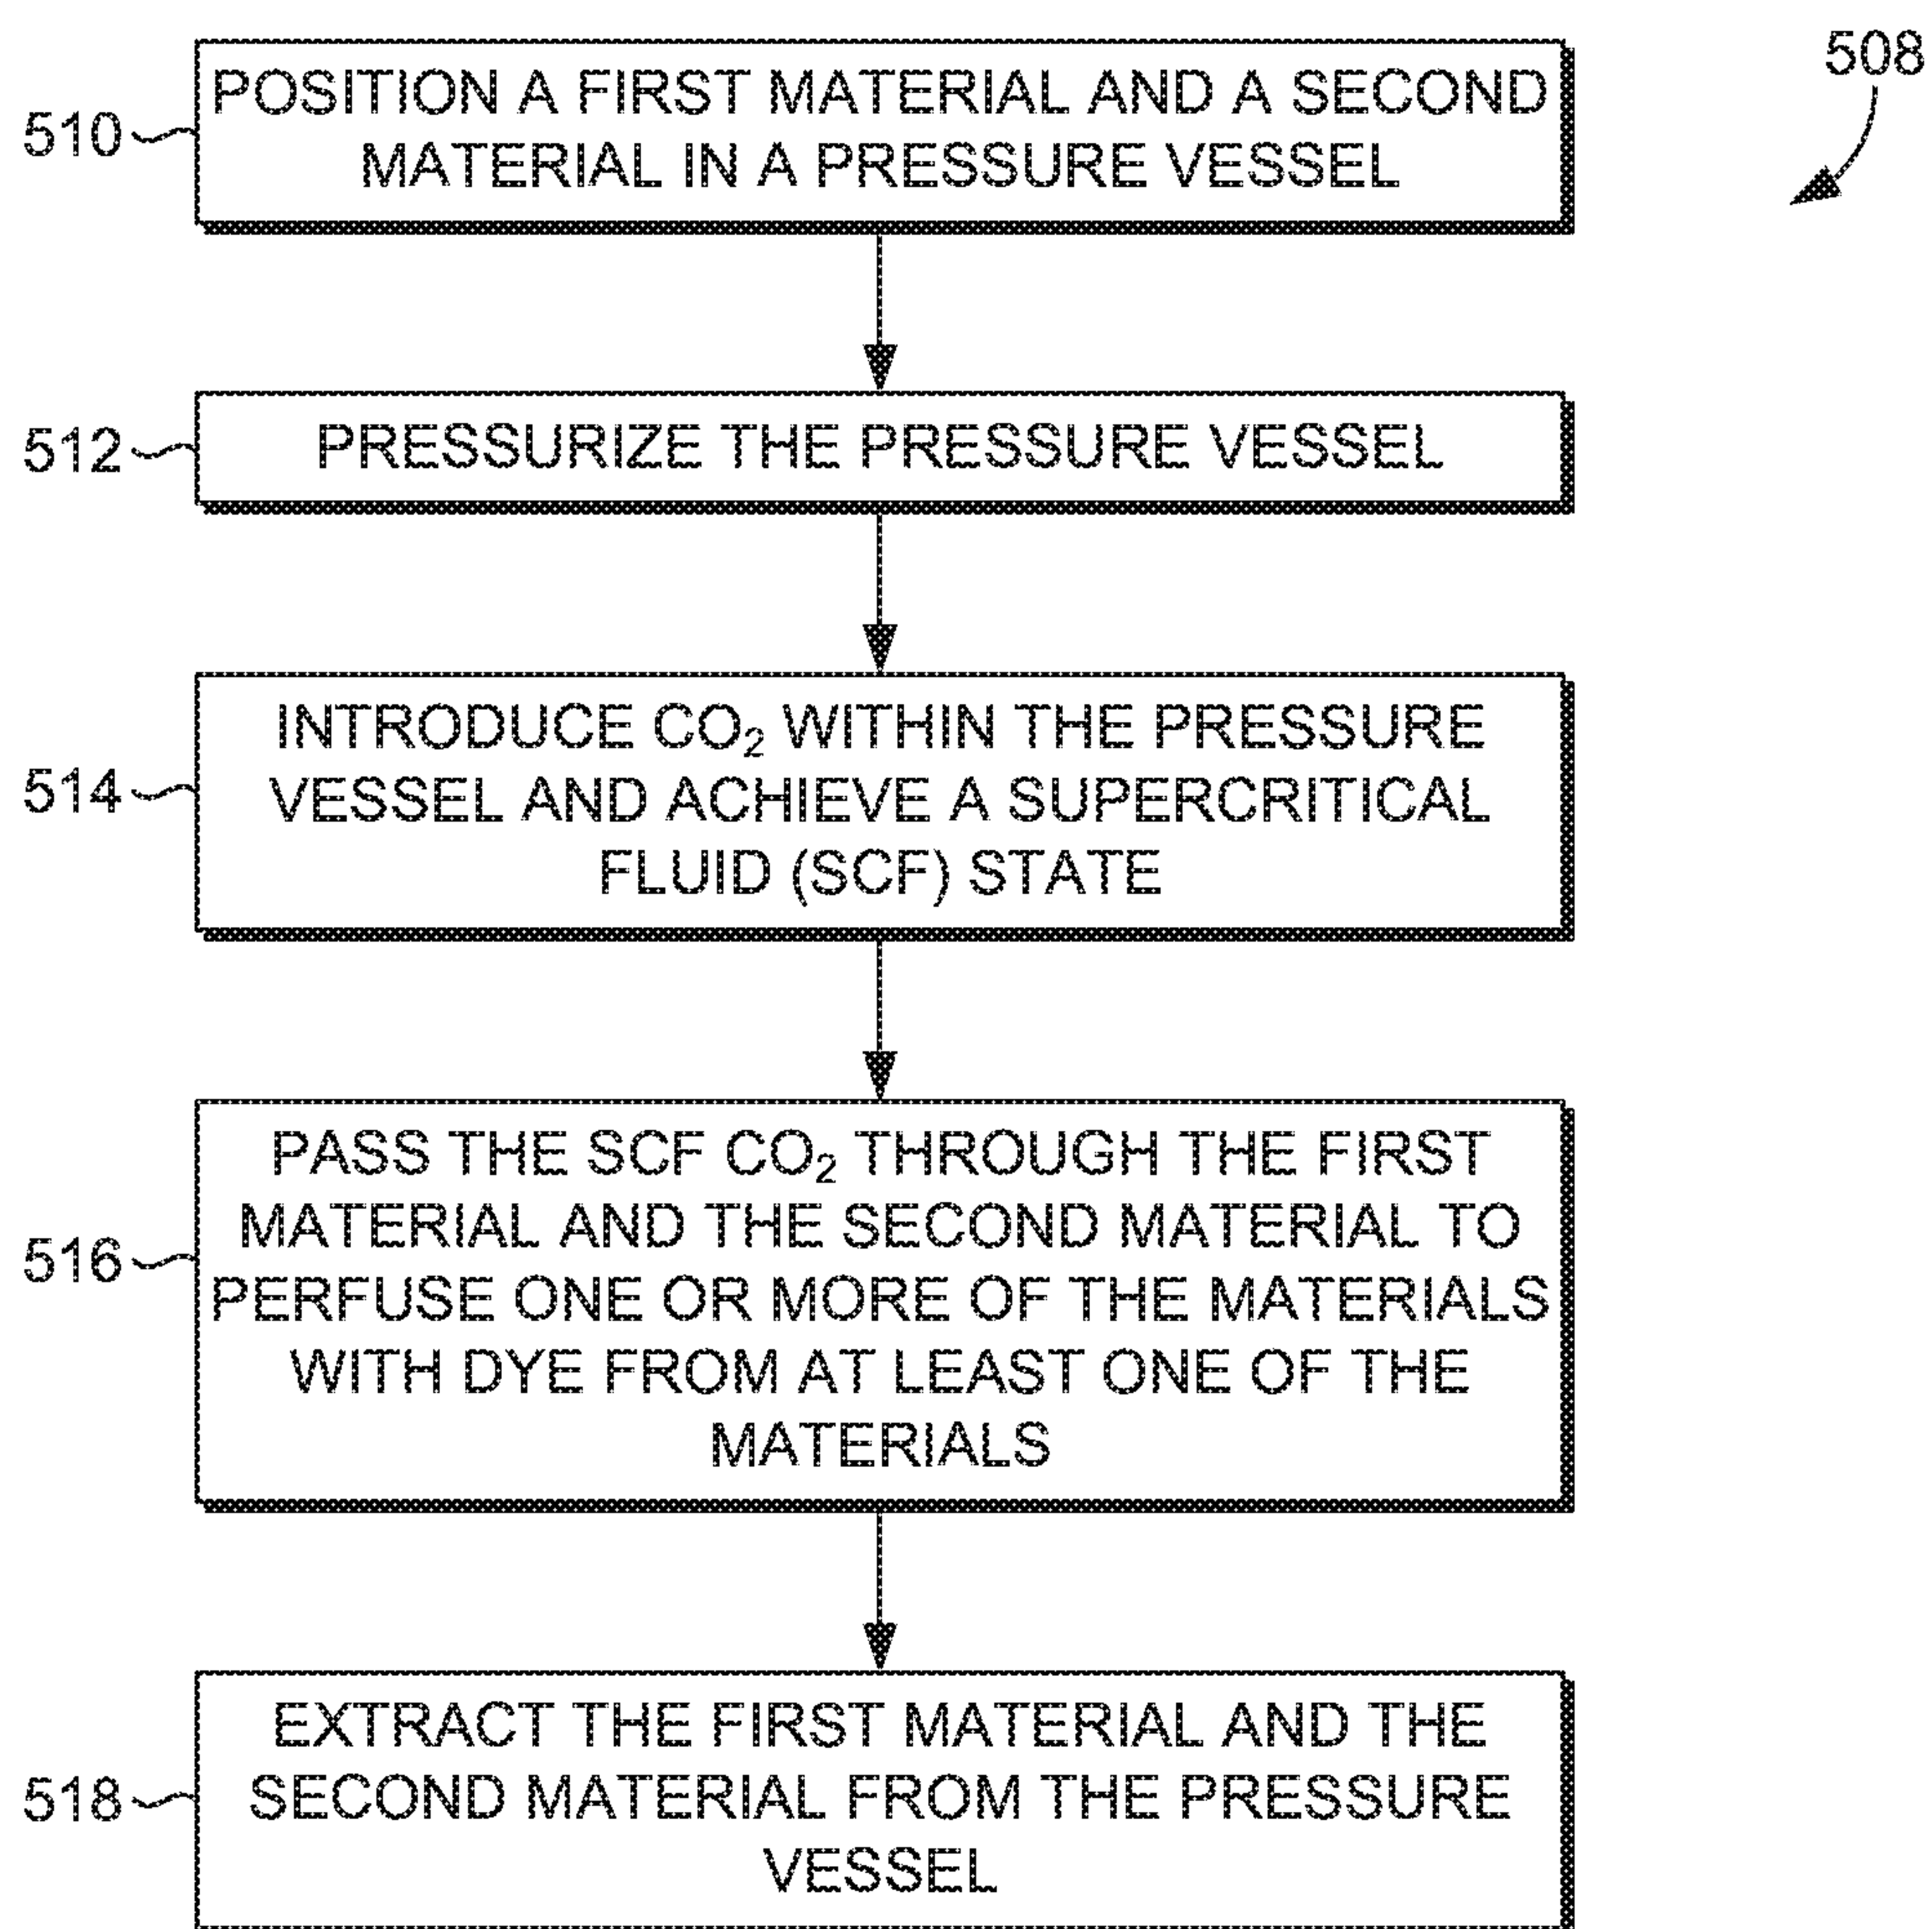 508
510
POSITION A FIRST MATERIAL AND A SECOND
MATERIAL IN A PRESSURE VESSEL
512
PRESSURIZE THE PRESSURE VESSEL
514
INTRODUCE CO₂ WITHIN THE PRESSURE
VESSEL AND ACHIEVE A SUPERCRITICAL
FLUID (SCF) STATE
516
PASS THE SCF CO₂ THROUGH THE FIRST
MATERIAL AND THE SECOND MATERIAL TO
PERFUSE ONE OR MORE OF THE MATERIALS
WITH DYE FROM AT LEAST ONE OF THE
MATERIALS
518
EXTRACT THE FIRST MATERIAL AND THE
SECOND MATERIAL FROM THE PRESSURE
VESSEL